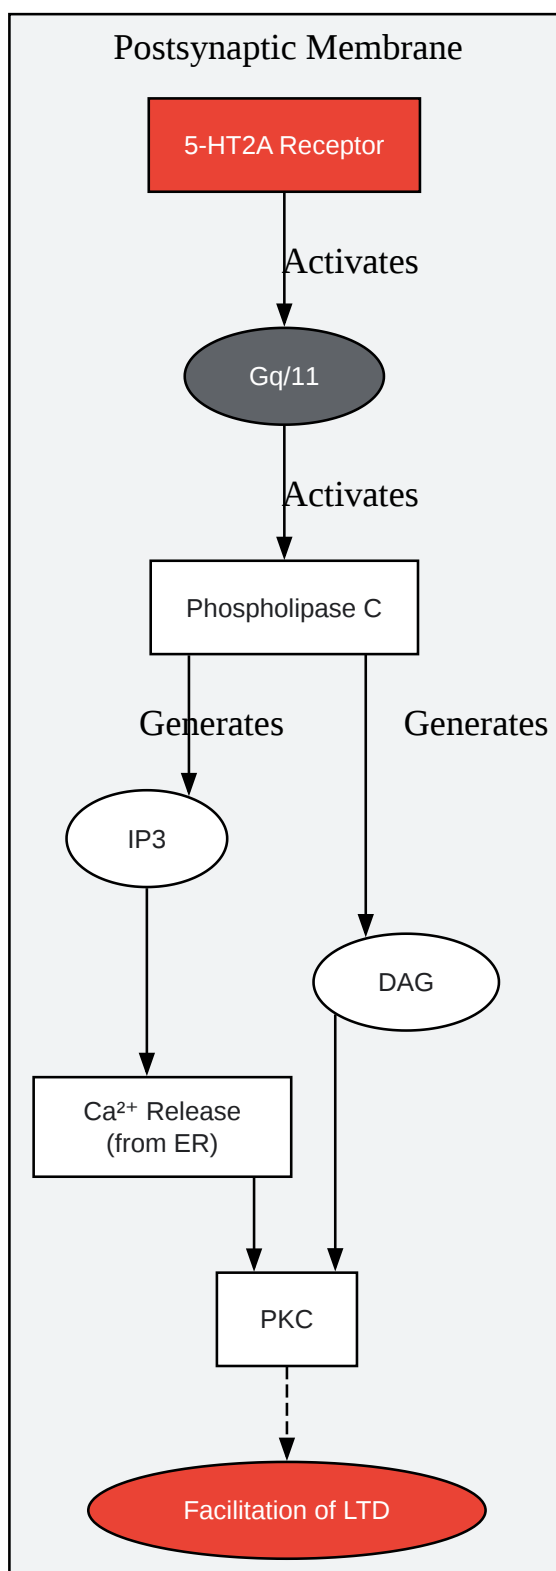 Postsynaptic Membrane
5-HT2A Receptor
Activates
Gq/11
Activates
Phospholipase C
Generates
Generates
IP3
DAG
Ca²⁺ Release
(from ER)
PKC
Facilitation of LTD